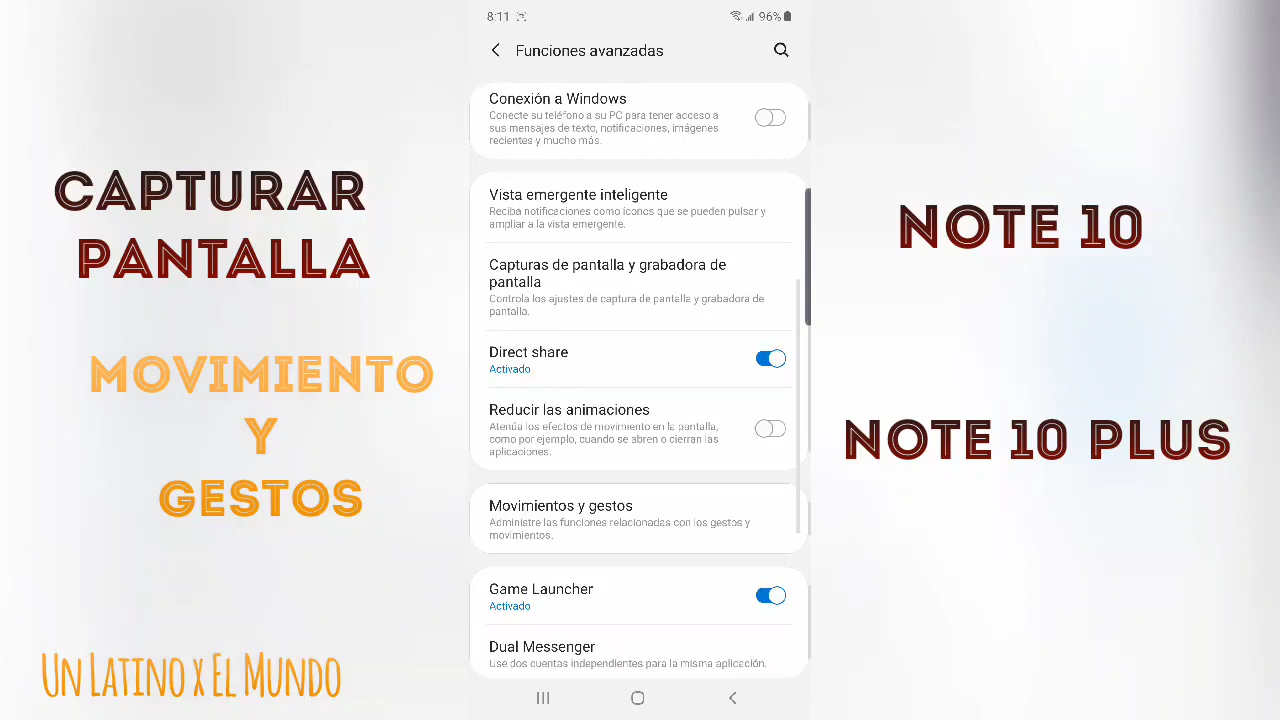 CAPTURAR
PANTALLA
MOVIMIENTO
Y
GESTOS
UN LATINO X EL MUNDO
8:11
96%
Funciones avanzadas
Conexión a Windows
Conecte su teléfono a su PC para tener acceso a
sus mensajes de texto, notificaciones, imágenes
recientes y mucho más.
Vista emergente inteligente
Reciba notificaciones como iconos que se pueden pulsar y
ampliar a la vista emergente.
Capturas de pantalla y grabadora de
pantalla
Controla los ajustes de captura de pantalla y grabadora de
pantalla.
Direct share
Activado
Reducir las animaciones
Atenúa los efectos de movimiento en la pantalla,
como por ejemplo, cuando se abren o cierran las
aplicaciones.
Movimientos y gestos
Administre las funciones relacionadas con los gestos y
movimientos.
Game Launcher
Activado
Dual Messenger
Use dos cuentas independientes para la misma aplicación.
NOTE 10
NOTE 10 PLUS